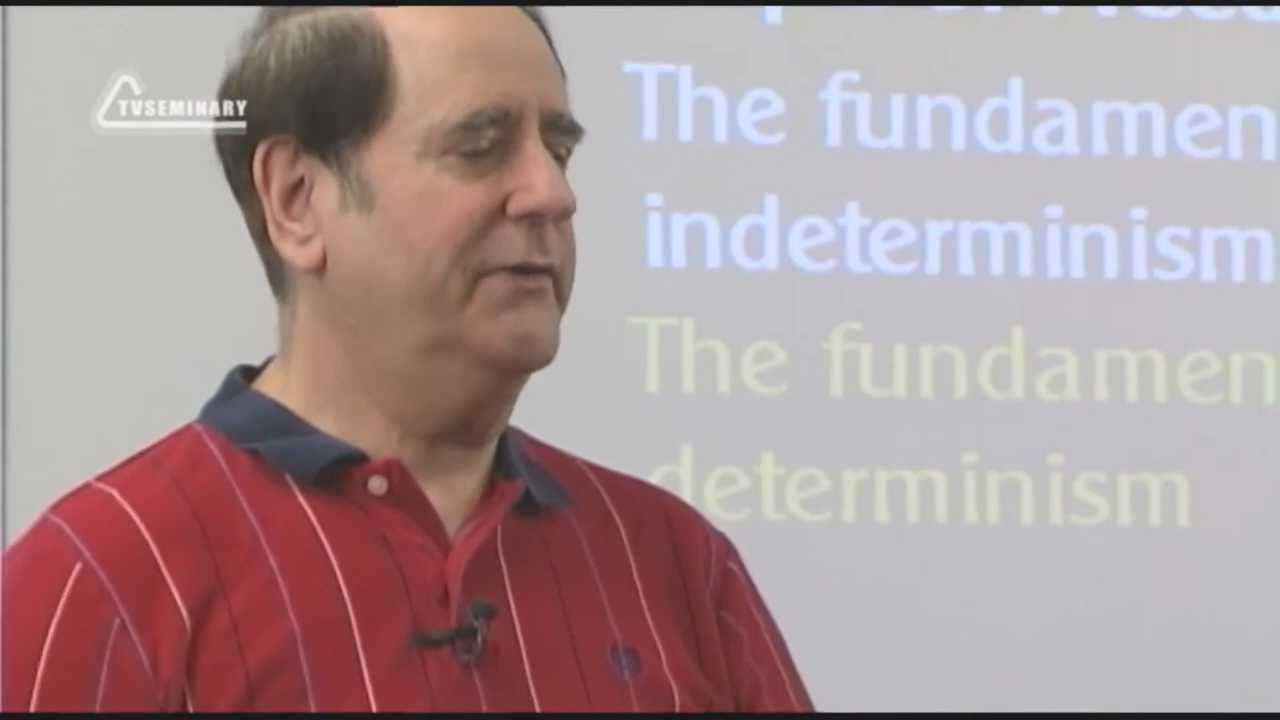 TVSEMINARY
The fundamen
indeterminism
The fundamen
determinism